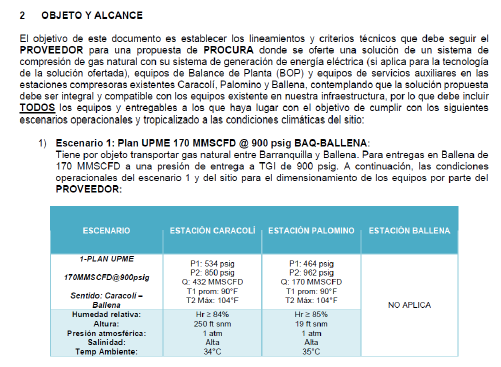 2 OBJETO Y ALCANCE
El objetivo de este documento es establecer los lineamientos y criterios técnicos que debe seguir el
PROVEEDOR para una propuesta de PROCURA donde se oferte una solución de un sistema de
compresión de gas natural con su sistema de generación de energía eléctrica (si aplica para la tecnología
de la solución ofertada), equipos de Balance de Planta (BOP) y equipos de servicios auxiliares en las
estaciones compresoras existentes Caracolí, Palomino y Ballena, contemplando que la solución propuesta
debe ser integral y compatible con los equipos existente en nuestra infraestructura, por lo que debe incluir
TODOS los equipos y entregables a los que haya lugar con el objetivo de cumplir con los siguientes
escenarios operacionales y tropicalizado a las condiciones climáticas del sitio:
1) Escenario 1: Plan UPME 170 MMSCFD @ 900 psig BAQ-BALLENA:
Tiene por objeto transportar gas natural entre Barranquilla y Ballena. Para entregas en Ballena de
170 MMSCFD a una presión de entrega a TGI de 900 psig. A continuación, las condiciones
operacionales del escenario 1 y del sitio para el dimensionamiento de los equipos por parte del
PROVEEDOR:
ESCENARIO ESTACIÓN CARACOLÍ ESTACIÓN PALOMINO ESTACIÓN BALLENA
1-PLAN UPME
170MMSCFD@900psig
Sentido: Caracolí –
Ballena
P1: 534 psig
P2: 850 psig
Q: 432 MMSCFD
T1 prom: 90°F
T2 Máx: 104°F
P1: 464 psig
P2: 962 psig
Q: 170 MMSCFD
T1 prom: 90°F
T2 Máx: 104°F
NO APLICA
Humedad relativa: Hr ≥ 84% Hr ≥ 85%
Altura: 250 ft snm 19 ft snm
Presión atmosférica: 1 atm 1 atm
Salinidad: Alta Alta
Temp Ambiente: 34°C 35°C